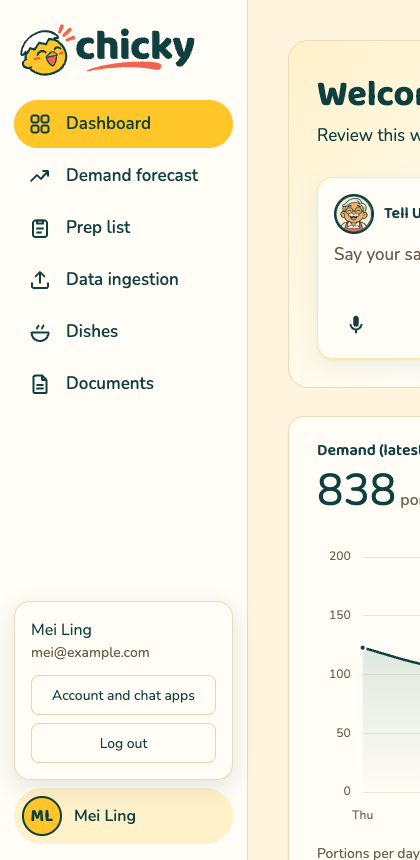 chicky
Dashboard
Demand forecast
Prep list
Data ingestion
Dishes
Documents
Mei Ling
mei@example.com
Account and chat apps
Log out
ML Mei Ling
Welcor
Review this w
Tell U
Say your sa
Demand (latest
838 po
200
150
100
50
0
Thu
Portions per day